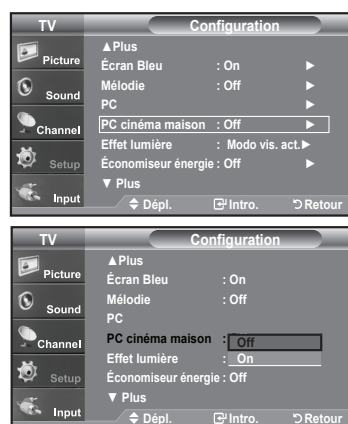 TV Configuration
▲Plus
Picture
Écran Bleu : On ►
Mélodie : Off ►
Sound
PC ►
Channel
PC cinéma maison : Off ►
Effet lumière : Modo vis. act.►
Setup
Économiseur énergie : Off ►
▼ Plus
Input
Dépl. Intro. Retour
TV Configuration
▲Plus
Picture
Écran Bleu : On
Mélodie : Off
Sound
PC
Channel
PC cinéma maison : Off
Effet lumière : On
Setup
Économiseur énergie : Off
▼ Plus
Input
Dépl. Intro. Retour